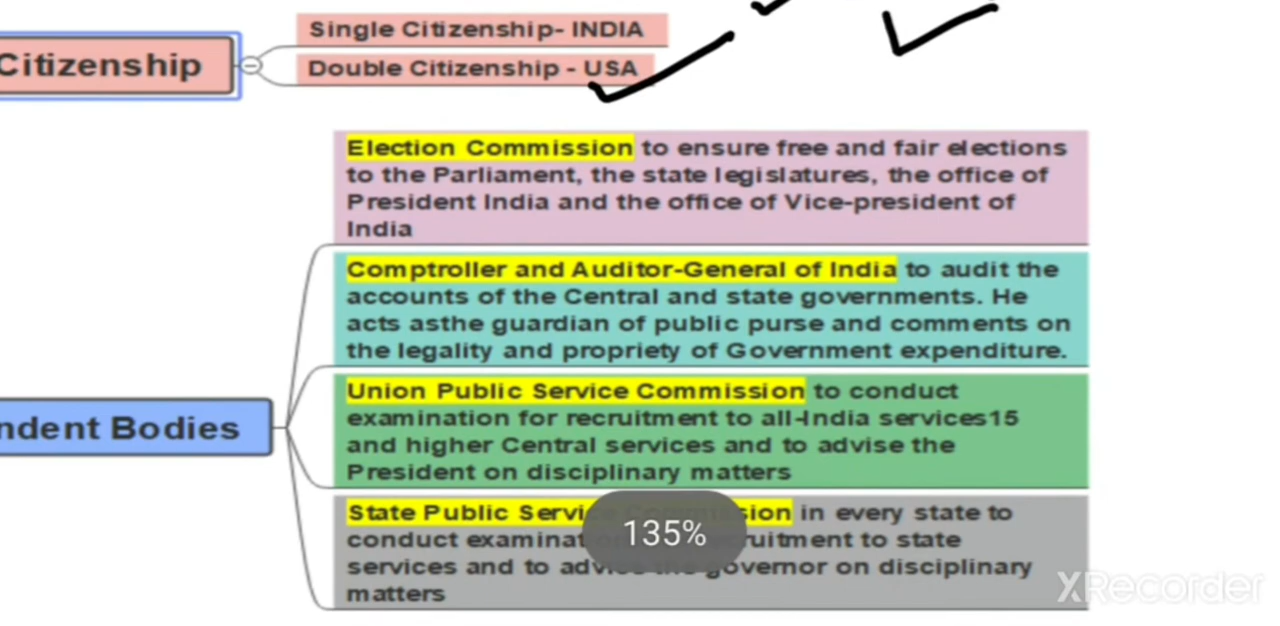 Single Citizenship- INDIA
Citizenship
Double Citizenship - USA
Election Commission to ensure free and fair elections
to the Parliament, the state legislatures, the office of
President India and the office of Vice-president of
India
Comptroller and Auditor-General of India to audit the
accounts of the Central and state governments. He
acts asthe guardian of public purse and comments on
the legality and propriety of Government expenditure.
ndent Bodies
Union Public Service Commission to conduct
examination for recruitment to all-India services15
and higher Central services and to advise the
President on disciplinary matters
State Public in every state to
conduct to state
services and to governor on disciplinary
matters
135%
XRecorder